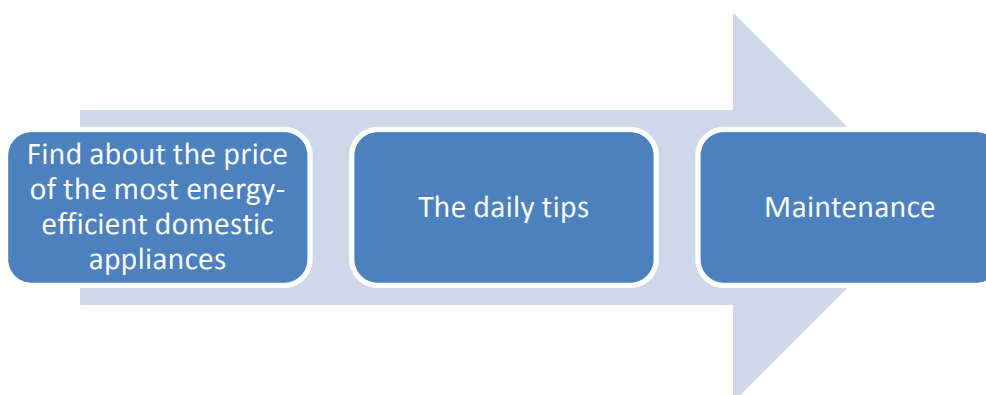 Find about the price
of the most energy-
efficient domestic
appliances
The daily tips
Maintenance